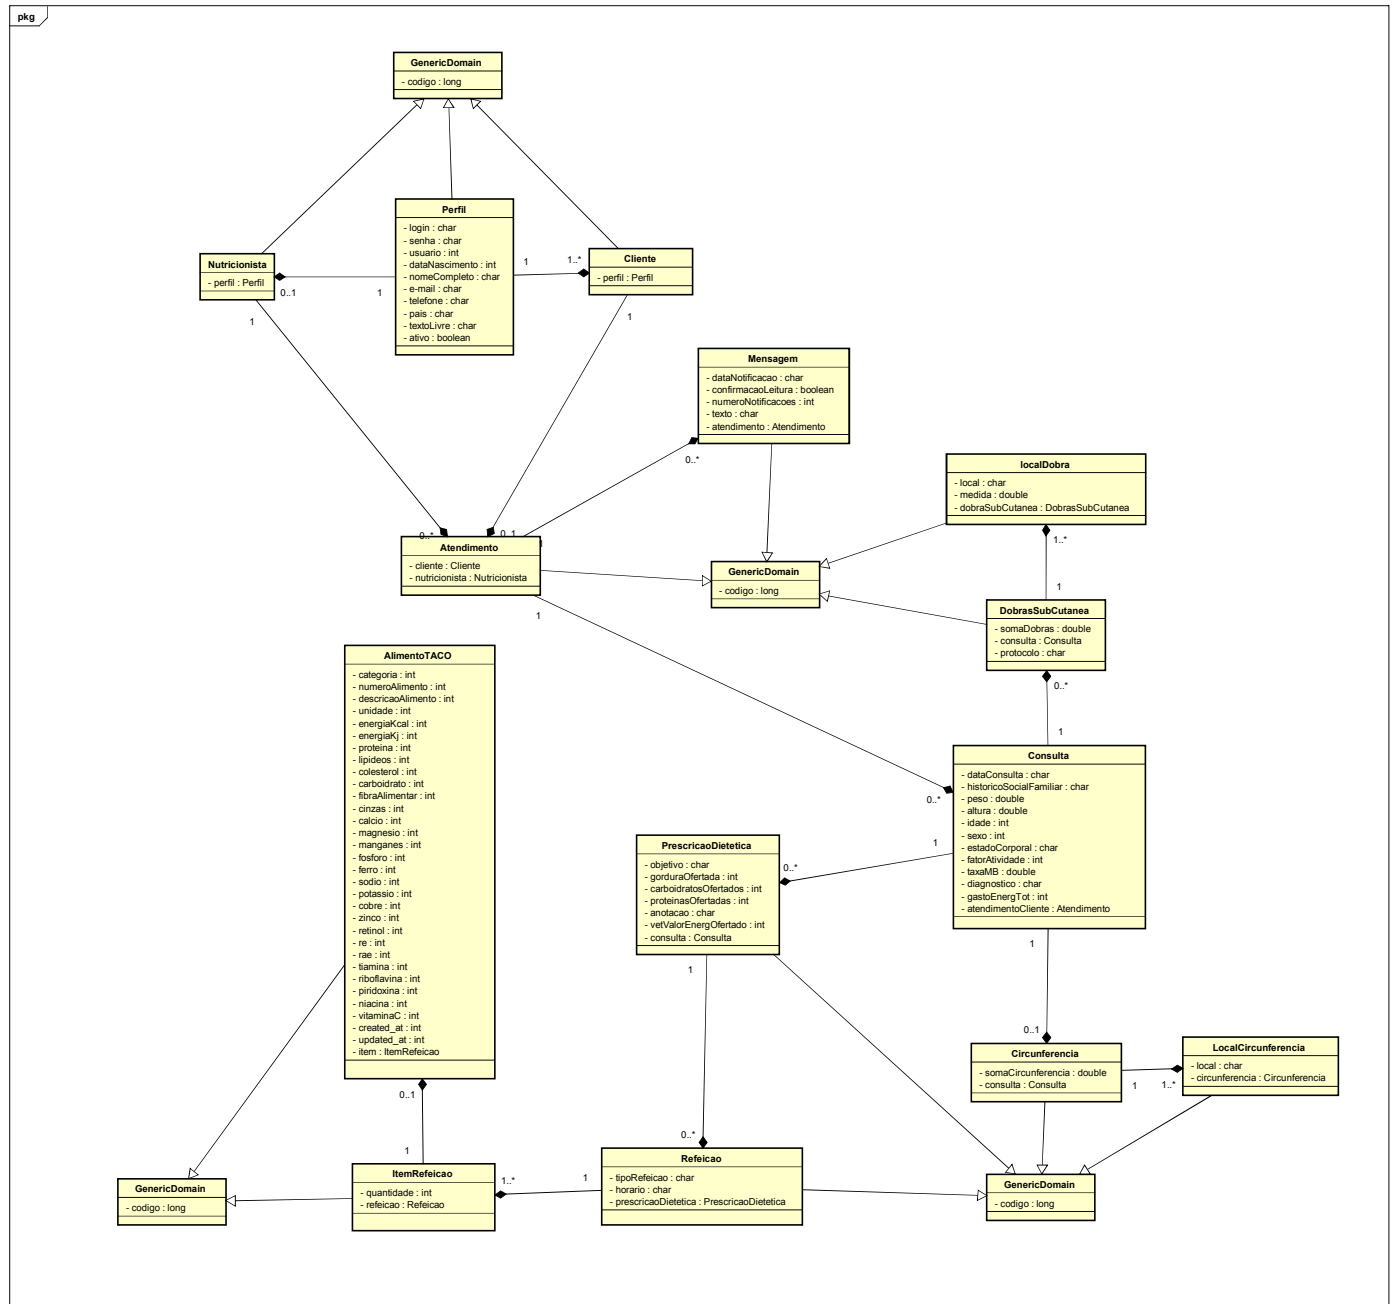 pkg
GenericDomain
- codigo : long
Perfil
- login : char
- senha : char
- usuario : int
- dataNascimento : int
- nomeCompleto : char
- e-mail : char
- telefone : char
- pais : char
- textoLivre : char
- ativo : boolean
Nutricionista
- perfil : Perfil
0..1
1
1
1
1..*
Cliente
- perfil : Perfil
1
Mensagem
- dataNotificacao : char
- confirmacaoLeitura : boolean
- numeroNotificacoes : int
- texto : char
- atendimento : Atendimento
0..*
localDobra
- local : char
- medida : double
- dobraSubCutanea : DobrasSubCutanea
1..*
1
0..*
0..1
1
Atendimento
- cliente : Cliente
- nutricionista : Nutricionista
1
GenericDomain
- codigo : long
DobrasSubCutanea
- somaDobras : double
- consulta : Consulta
- protocolo : char
0..*
1
AlimentoTACO
- categoria : int
- numeroAlimento : int
- descricaoAlimento : int
- unidade : int
- energiaKcal : int
- energiaKj : int
- proteina : int
- lipideos : int
- colesterol : int
- carboidrato : int
- fibraAlimentar : int
- cinzas : int
- calcio : int
- magnesio : int
- manganes : int
- fosforo : int
- ferro : int
- sodio : int
- potassio : int
- cobre : int
- zinco : int
- retinol : int
- re : int
- rae : int
- tiamina : int
- riboflavina : int
- piridoxina : int
- niacina : int
- vitaminaC : int
- created_at : int
- updated_at : int
- item : ItemRefeicao
0..1
1
Consulta
- dataConsulta : char
- historicoSocialFamiliar : char
- peso : double
- altura : double
- idade : int
- sexo : int
- estadoCorporal : char
- fatorAtividade : int
- taxaMB : double
- diagnostico : char
- gastoEnergTot : int
- atendimentoCliente : Atendimento
0..*
1
0..*
1
PrescricaoDietetica
- objetivo : char
- gorduraOfertada : int
- carboidratosOfertados : int
- proteinasOfertadas : int
- anotacao : char
- vetValorEnergOfertado : int
- consulta : Consulta
1
0..*
0..1
Circunferencia
- somaCircunferencia : double
- consulta : Consulta
1
1..*
LocalCircunferencia
- local : char
- circunferencia : Circunferencia
GenericDomain
- codigo : long
ItemRefeicao
- quantidade : int
- refeicao : Refeicao
1..*
1
Refeicao
- tipoRefeicao : char
- horario : char
- prescricaoDietetica : PrescricaoDietetica
GenericDomain
- codigo : long